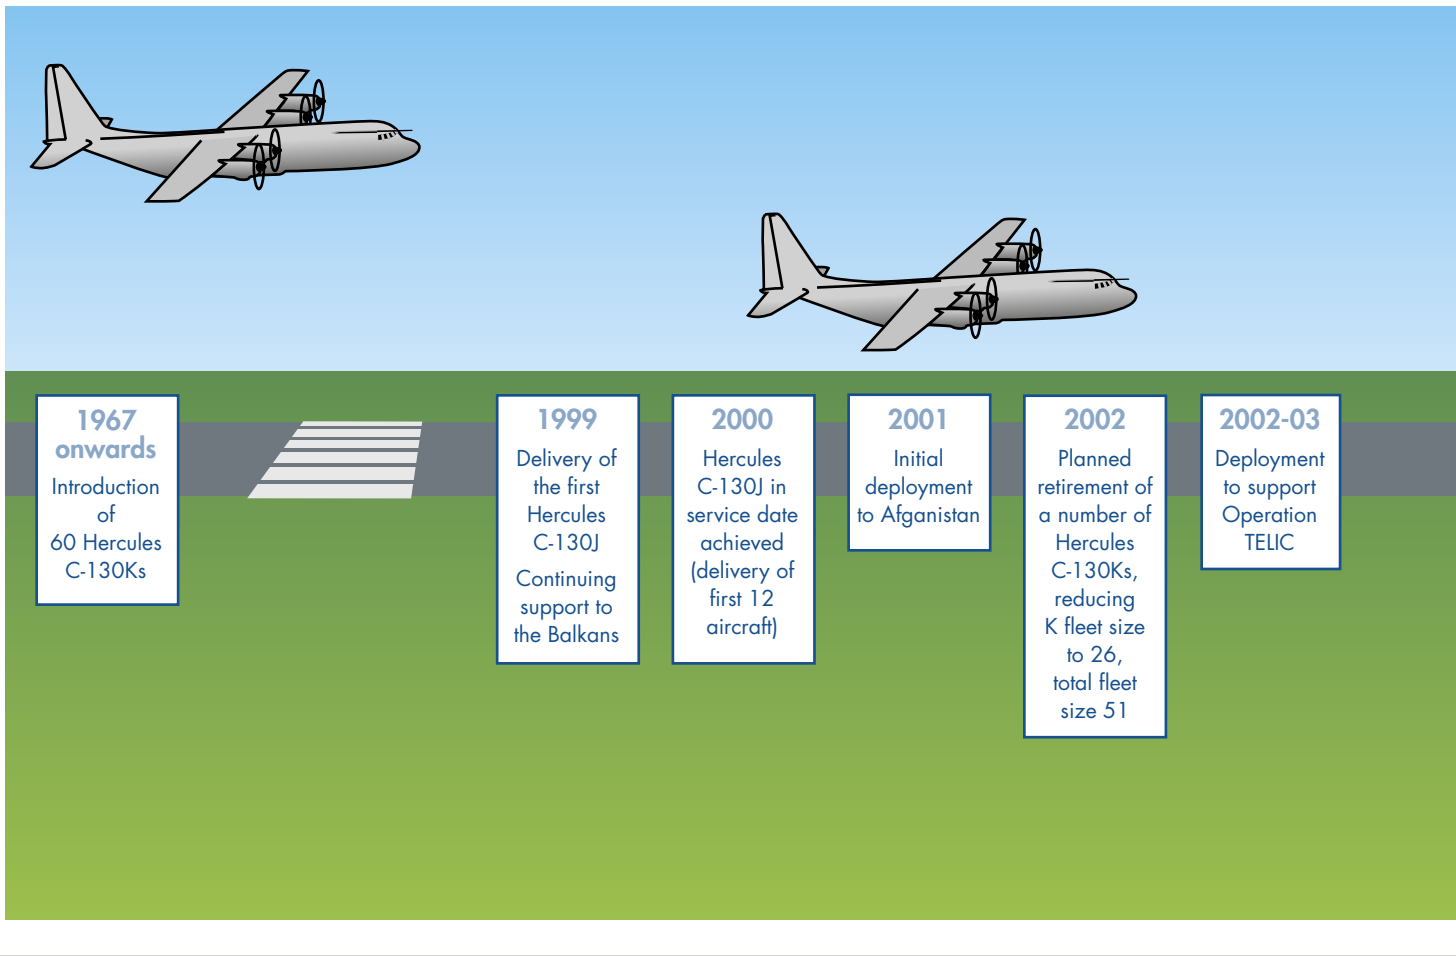 1967
onwards
Introduction
of
60 Hercules
C-130Ks
1999
Delivery of
the first
Hercules
C-130J
Continuing
support to
the Balkans
2000
Hercules
C-130J in
service date
achieved
(delivery of
first 12
aircraft)
2001
Initial
deployment
to Afganistan
2002
Planned
retirement of
a number of
Hercules
C-130Ks,
reducing
K fleet size
to 26,
total fleet
size 51
2002-03
Deployment
to support
Operation
TELIC